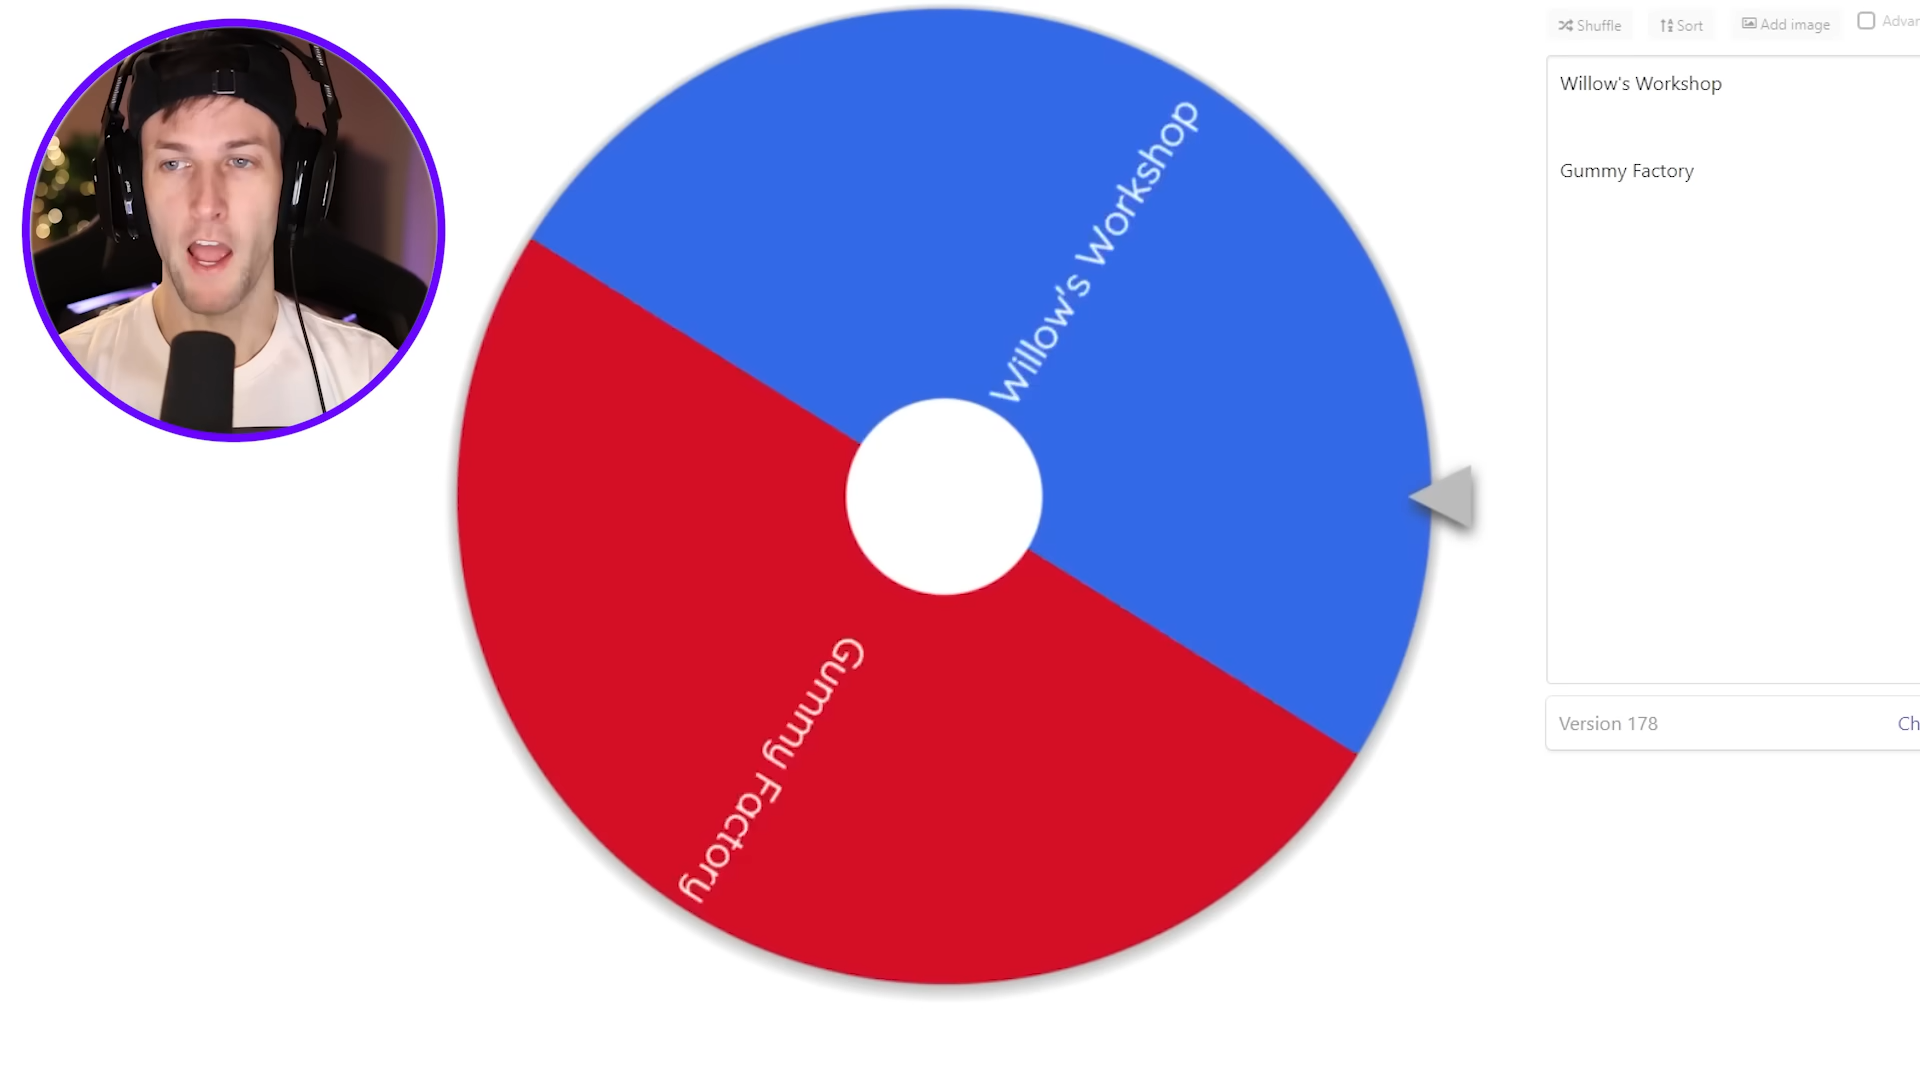 Shuffle
Sort
Add image
Willow's Workshop
Gummy Factory
Willow's Workshop
Gummy Factory
Version 178